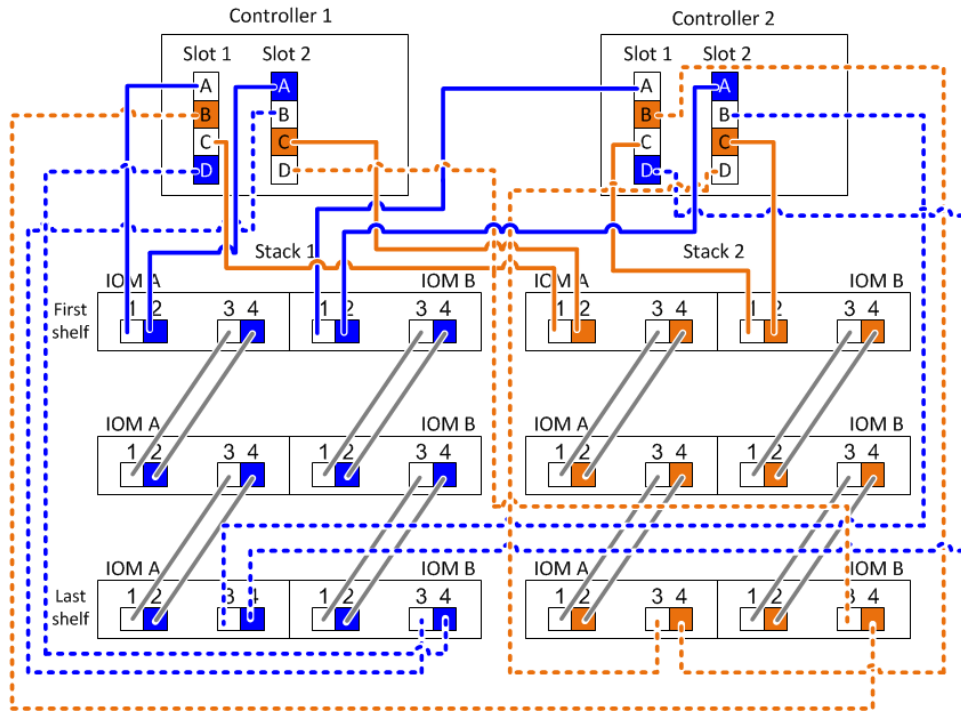 Controller 1 Controller 2
Slot 1 Slot 2 Slot 1 Slot 2
A A A A
B B B B
C C C C
D D D D
Stack 1 Stack 2
IOM A IOM B IOM A IOM B
First shelf
1 2 3 4 1 2 3 4 1 2 3 4 1 2 3 4
IOM A IOM B IOM A IOM B
1 2 3 4 1 2 3 4 1 2 3 4 1 2 3 4
IOM A IOM B IOM A IOM B
Last shelf
1 2 3 4 1 2 3 4 1 2 3 4 1 2 3 4